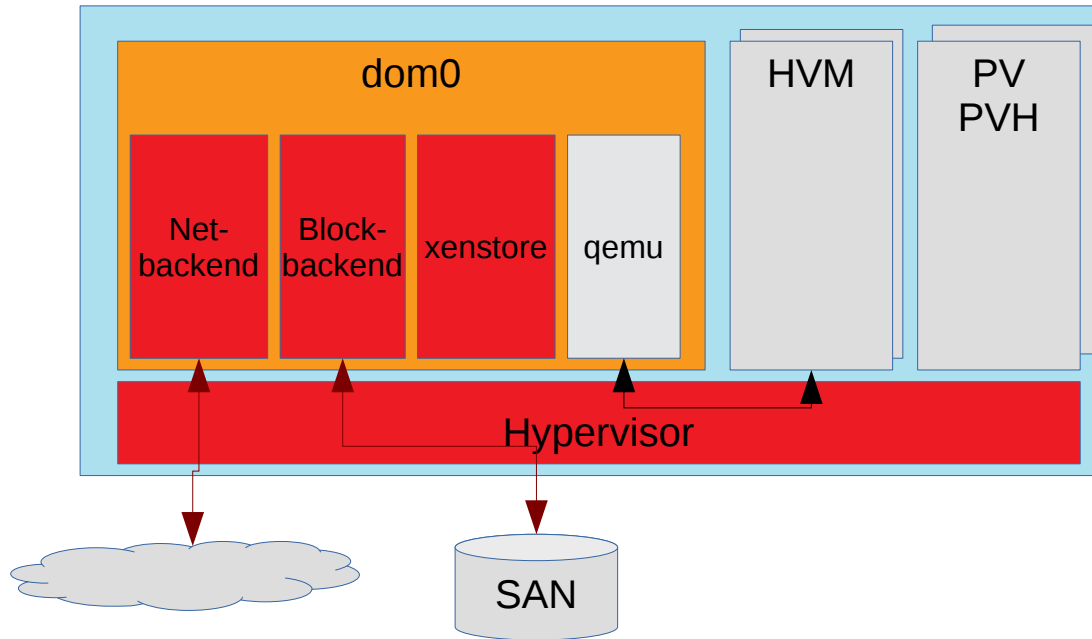 dom0
HVM
PV
PVH
Net-
backend
Block-
backend
xenstore
qemu
Hypervisor
SAN